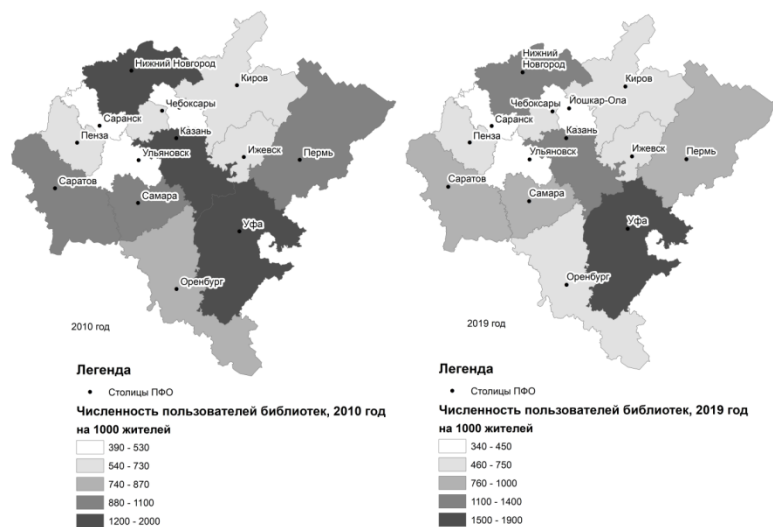 Нижний Новгород
Киров
Чебоксары
Саранск
Пенза
Казань
Ульяновск
Ижевск
Пермь
Саратов
Самара
Уфа
Оренбург
2010 год
Легенда
Столицы ПФО
Численность пользователей библиотек, 2010 год
на 1000 жителей
390 - 530
540 - 730
740 - 870
880 - 1100
1200 - 2000
Нижний
Новгород
Киров
Йошкар-Ола
Чебоксары
Саранск
Пенза
Казань
Ульяновск
Ижевск
Пермь
Саратов
Самара
Уфа
Оренбург
2019 год
Легенда
Столицы ПФО
Численность пользователей библиотек, 2019 год
на 1000 жителей
340 - 450
460 - 750
760 - 1000
1100 - 1400
1500 - 1900